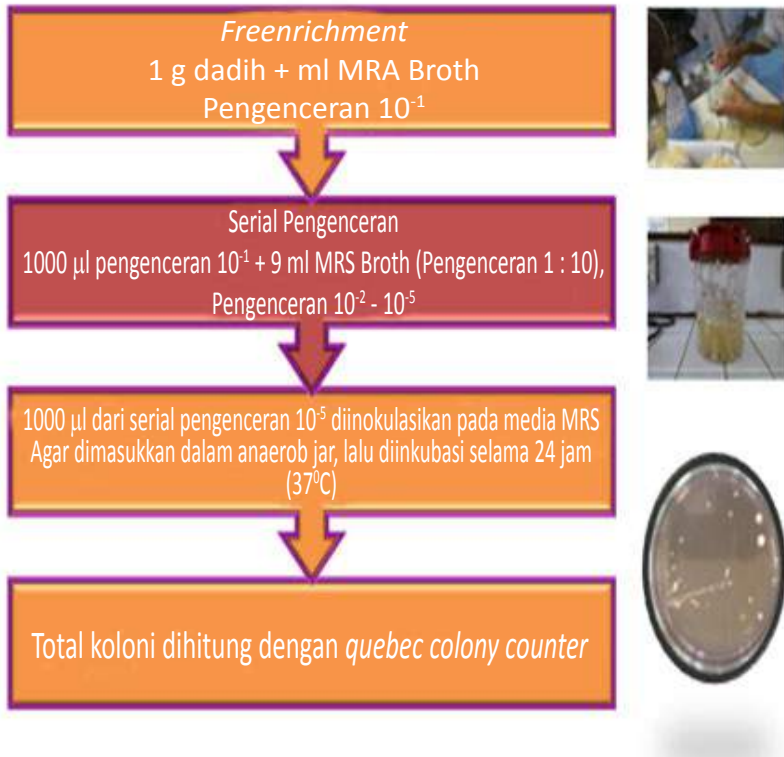 Freenrichment
1 g dadih + ml MRA Broth
Pengenceran 10⁻¹
Serial Pengenceran
1000 µl pengenceran 10⁻¹ + 9 ml MRS Broth (Pengenceran 1 : 10),
Pengenceran 10⁻² - 10⁻⁵
1000 µl dari serial pengenceran 10⁻⁵ diinokulasikan pada media MRS
Agar dimasukkan dalam anaerob jar, lalu diinkubasi selama 24 jam
(37⁰C)
Total koloni dihitung dengan quebec colony counter